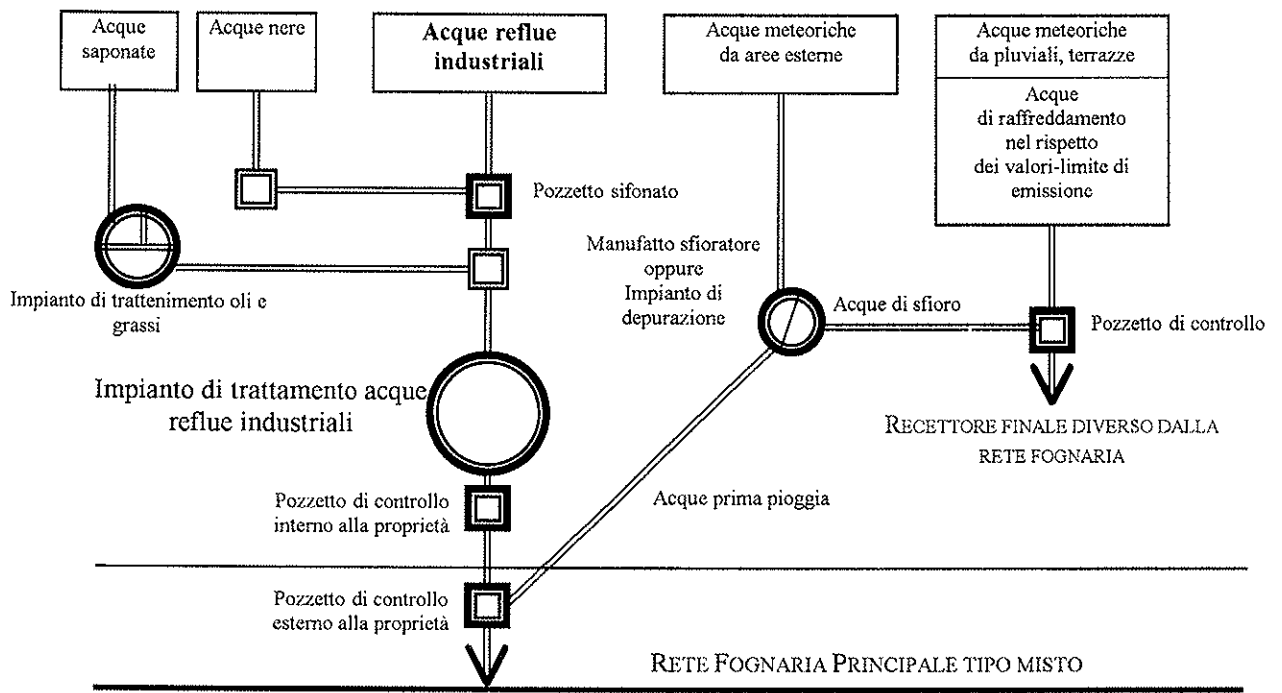 Acque
saponate
Acque nere
Acque reflue
industriali
Acque meteoriche
da aree esterne
Acque meteoriche
da pluviali, terrazze
Acque
di raffreddamento
nel rispetto
dei valori-limite di
emissione
Pozzetto sifonato
Manufatto sfioratore
oppure
Impianto di
depurazione
Acque di sfioro
Pozzetto di controllo
Impianto di trattenimento oli e
grassi
Impianto di trattamento acque
reflue industriali
RECETTORE FINALE DIVERSO DALLA
RETE FOGNARIA
Pozzetto di controllo
interno alla proprietà
Acque prima pioggia
Pozzetto di controllo
esterno alla proprietà
RETE FOGNARIA PRINCIPALE TIPO MISTO